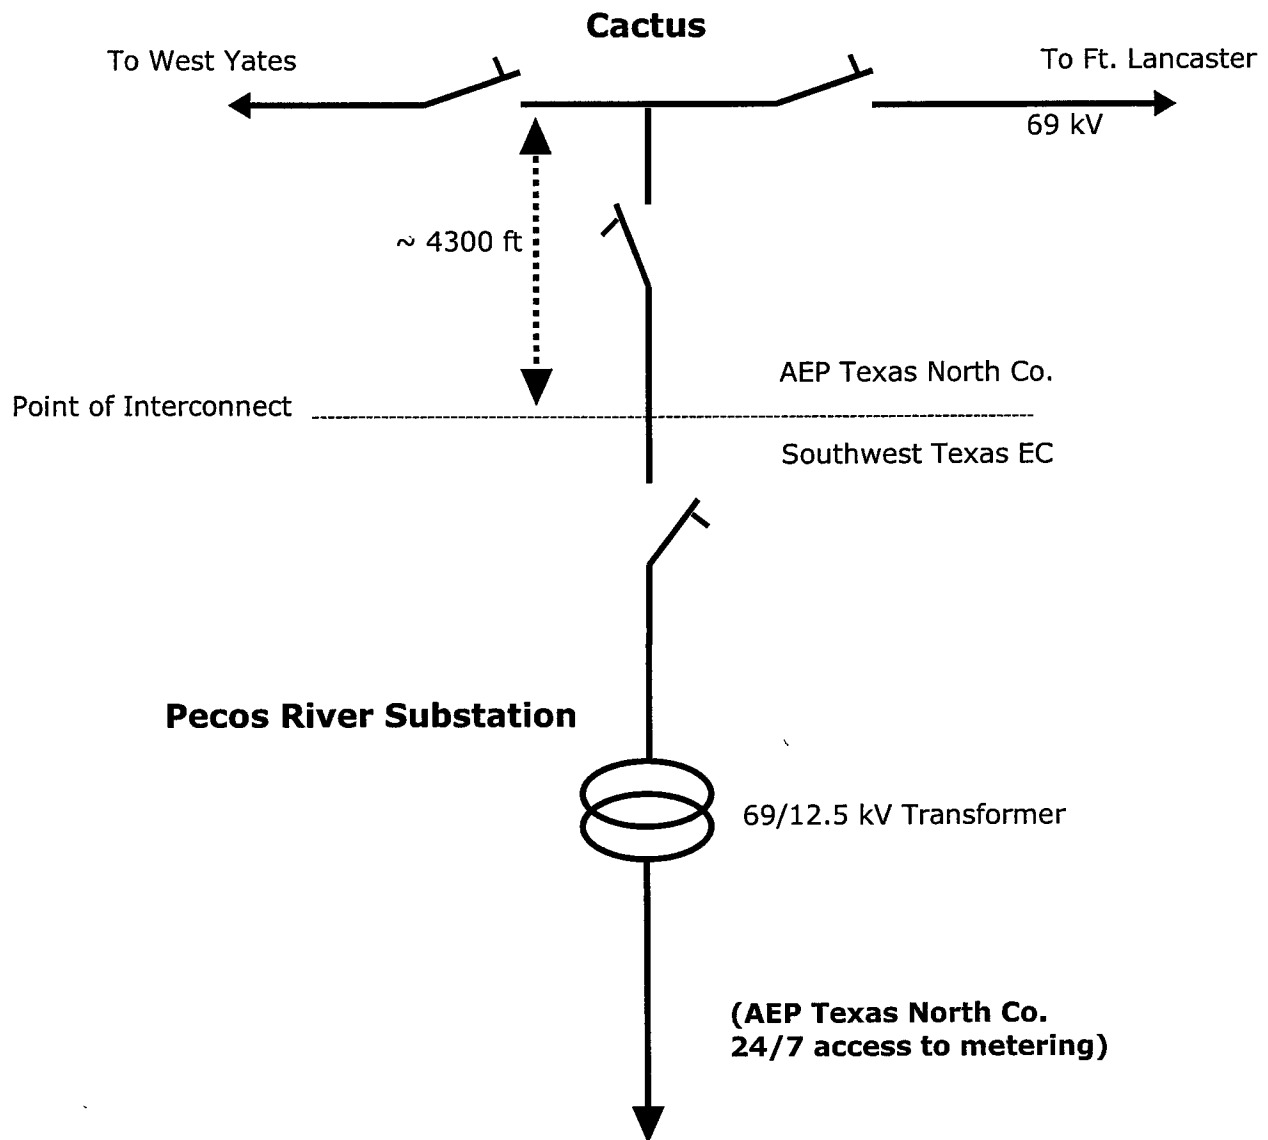 Cactus
To West Yates
To Ft. Lancaster
69 kV
~ 4300 ft
AEP Texas North Co.
Point of Interconnect
Southwest Texas EC
Pecos River Substation
69/12.5 kV Transformer
(AEP Texas North Co.
24/7 access to metering)